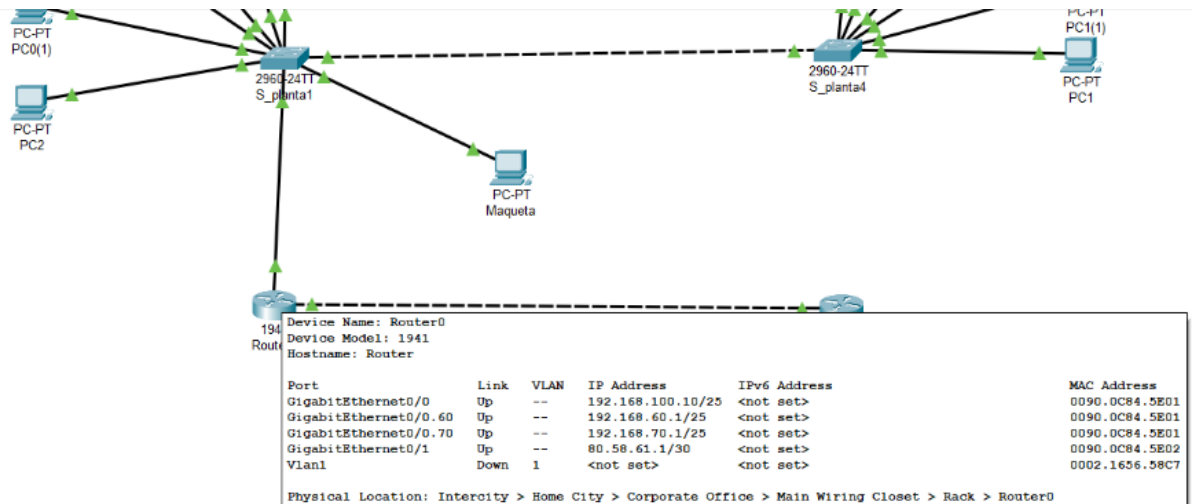 PC-PT
PC0(1)
PC-PT
PC1(1)
2960-24TT
S_planta1
2960-24TT
S_planta4
PC-PT
PC1
PC-PT
PC2
PC-PT
Maqueta
194
Route
Device Name: Router0
Device Model: 1941
Hostname: Router
Port Link VLAN IP Address IPv6 Address MAC Address
GigabitEthernet0/0 Up -- 192.168.100.10/25 <not set> 0090.0C84.5E01
GigabitEthernet0/0.60 Up -- 192.168.60.1/25 <not set> 0090.0C84.5E01
GigabitEthernet0/0.70 Up -- 192.168.70.1/25 <not set> 0090.0C84.5E01
GigabitEthernet0/1 Up -- 80.58.61.1/30 <not set> 0090.0C84.5E02
Vlan1 Down 1 <not set> <not set> 0002.1656.58C7
Physical Location: Intercity > Home City > Corporate Office > Main Wiring Closet > Rack > Router0